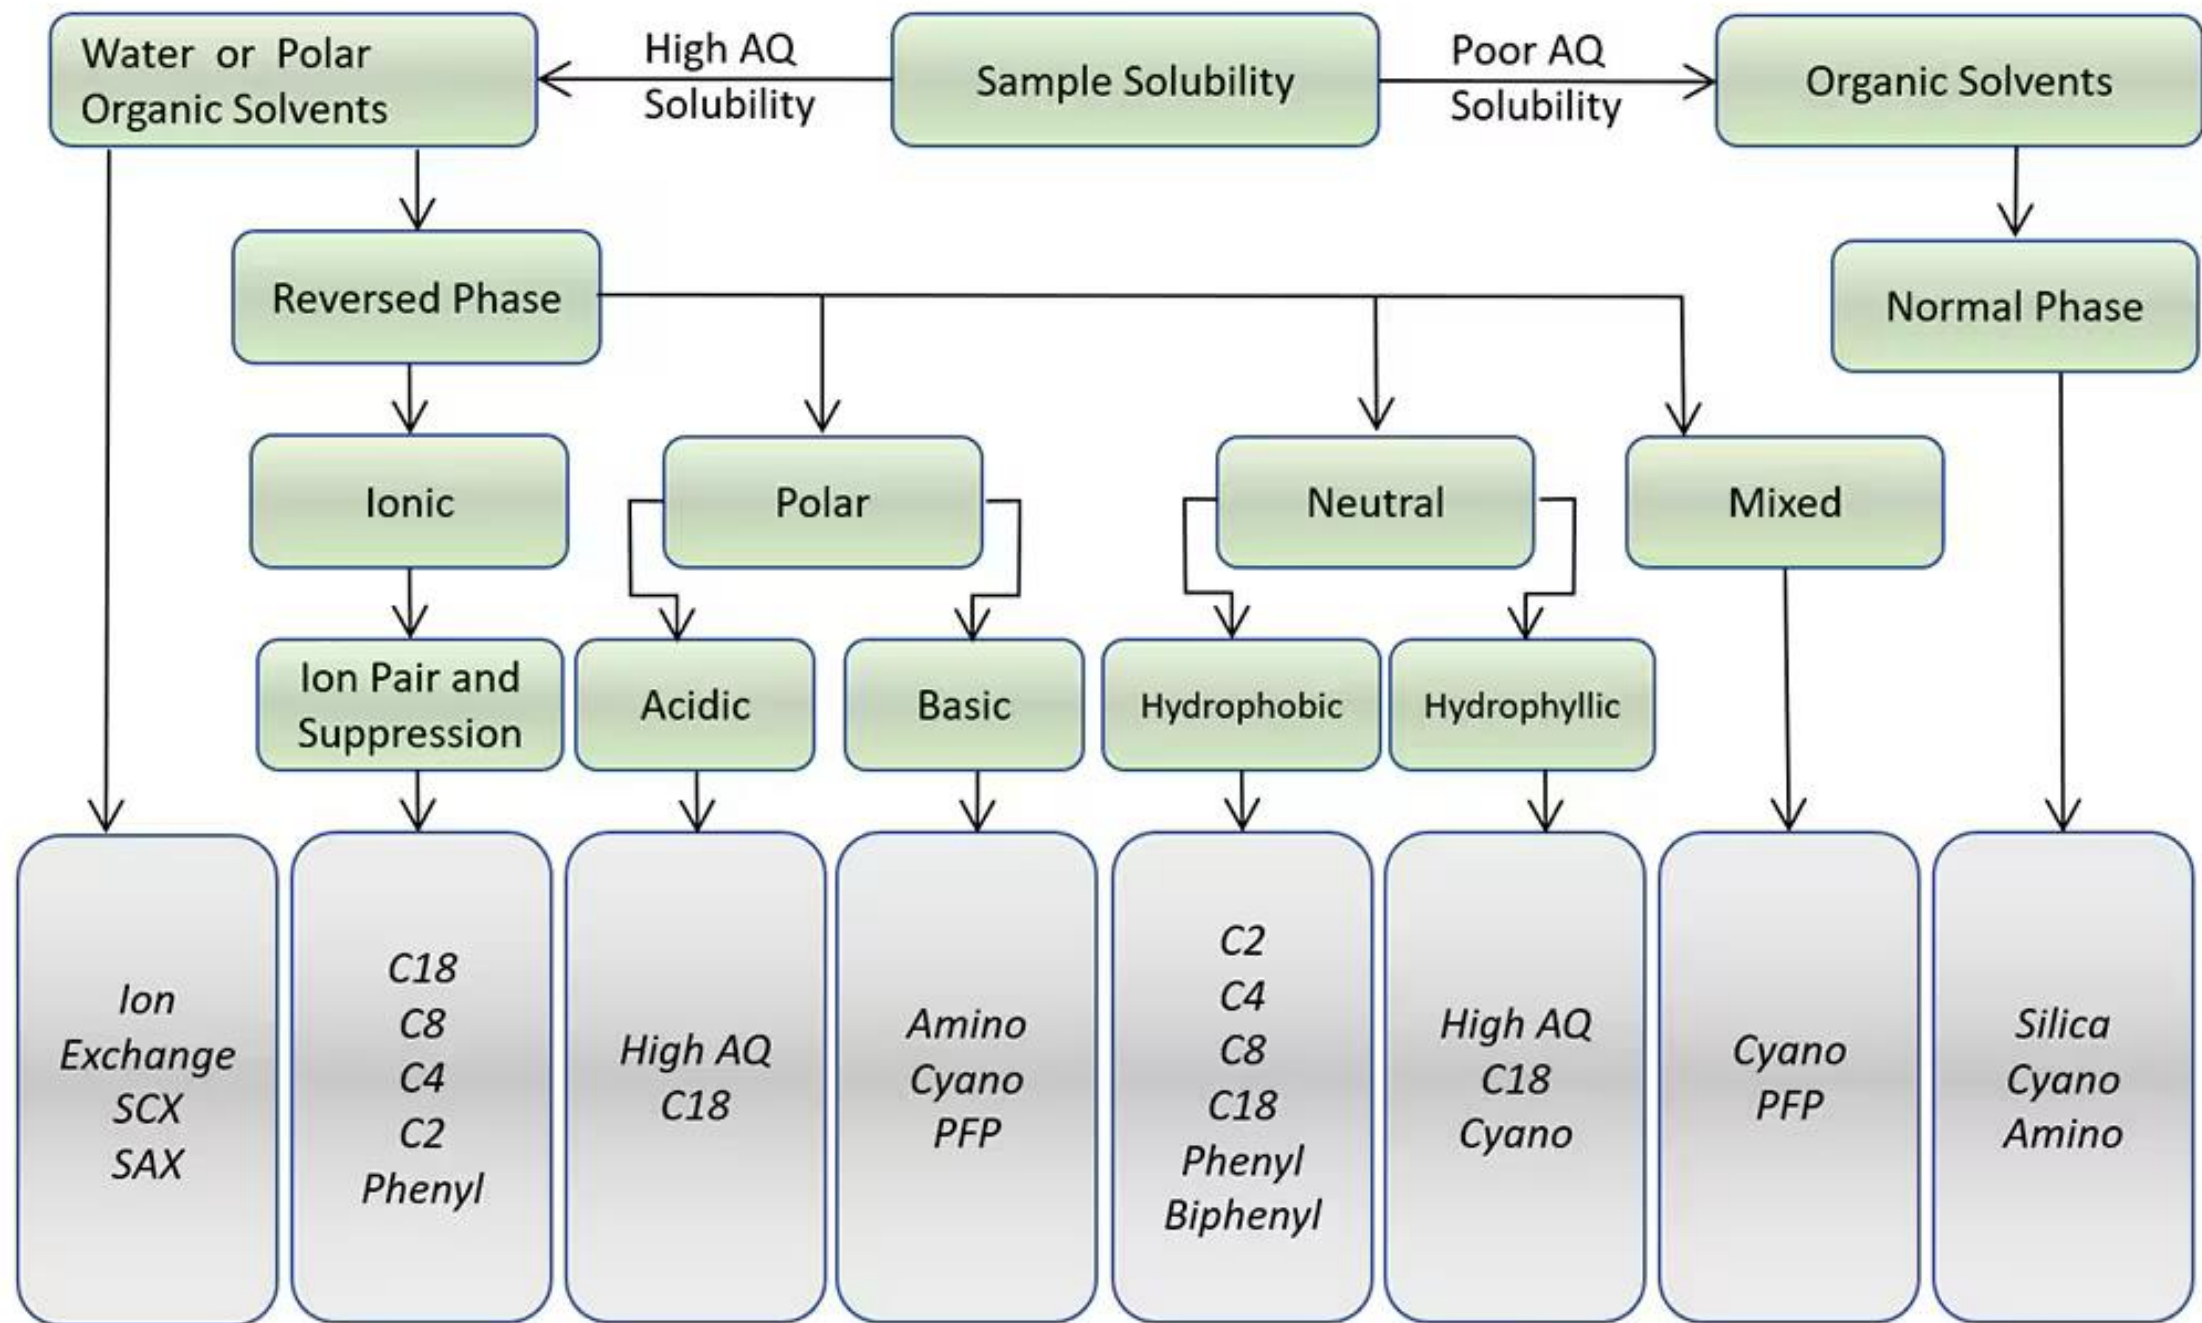 Water or Polar
Organic Solvents
High AQ
Solubility
Sample Solubility
Poor AQ
Solubility
Organic Solvents
Reversed Phase
Normal Phase
Ionic
Polar
Neutral
Mixed
Ion Pair and
Suppression
Acidic
Basic
Hydrophobic
Hydrophyllic
Ion
Exchange
SCX
SAX
C18
C8
C4
C2
Phenyl
High AQ
C18
Amino
Cyano
PFP
C2
C4
C8
C18
Phenyl
Biphenyl
High AQ
C18
Cyano
Cyano
PFP
Silica
Cyano
Amino